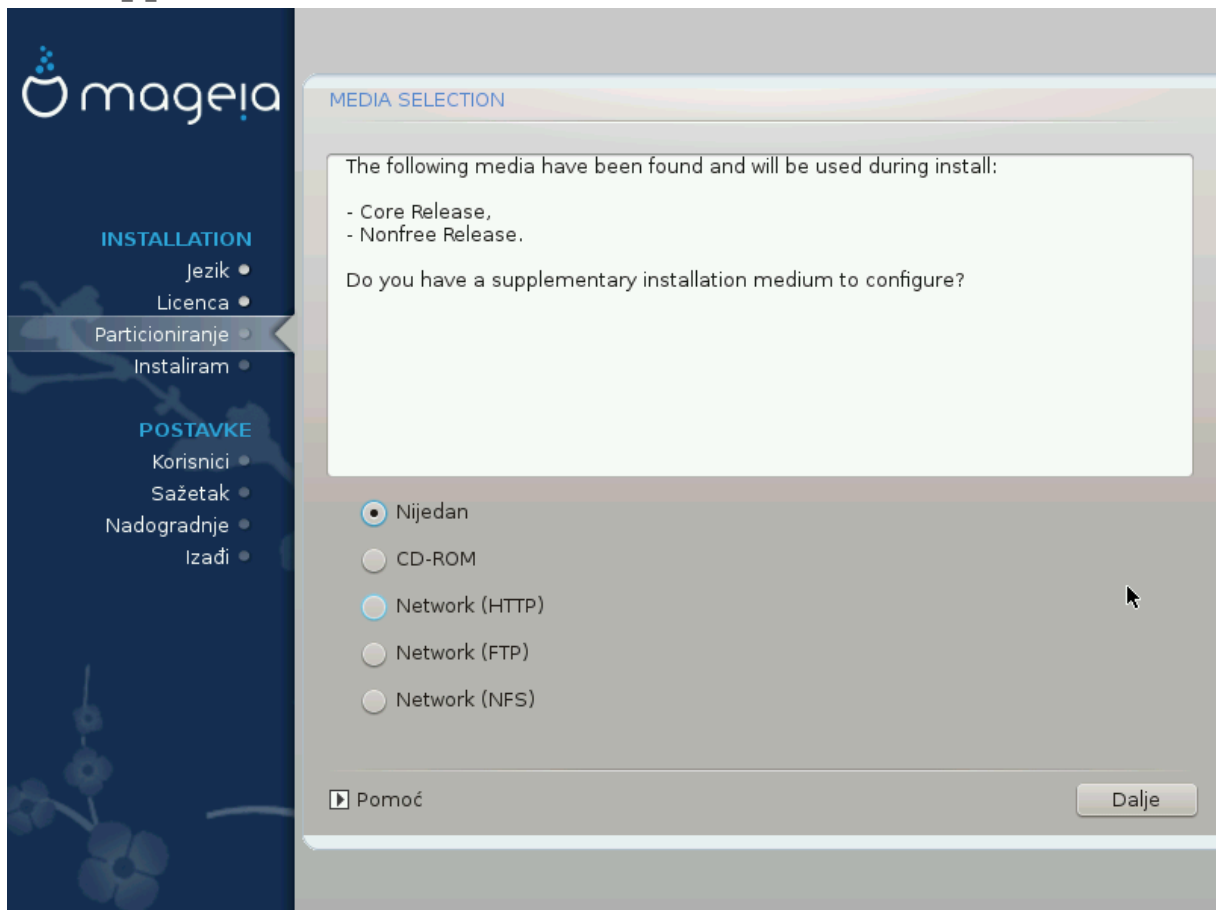 mageia
INSTALLATION
Jezik
Licenca
Particioniranje
Instaliram
POSTAVKE
Korisnici
Sažetak
Nadogradnje
Izađi
MEDIA SELECTION
The following media have been found and will be used during install:
- Core Release,
- Nonfree Release.
Do you have a supplementary installation medium to configure?
Nijedan
CD-ROM
Network (HTTP)
Network (FTP)
Network (NFS)
Pomoć
Dalje